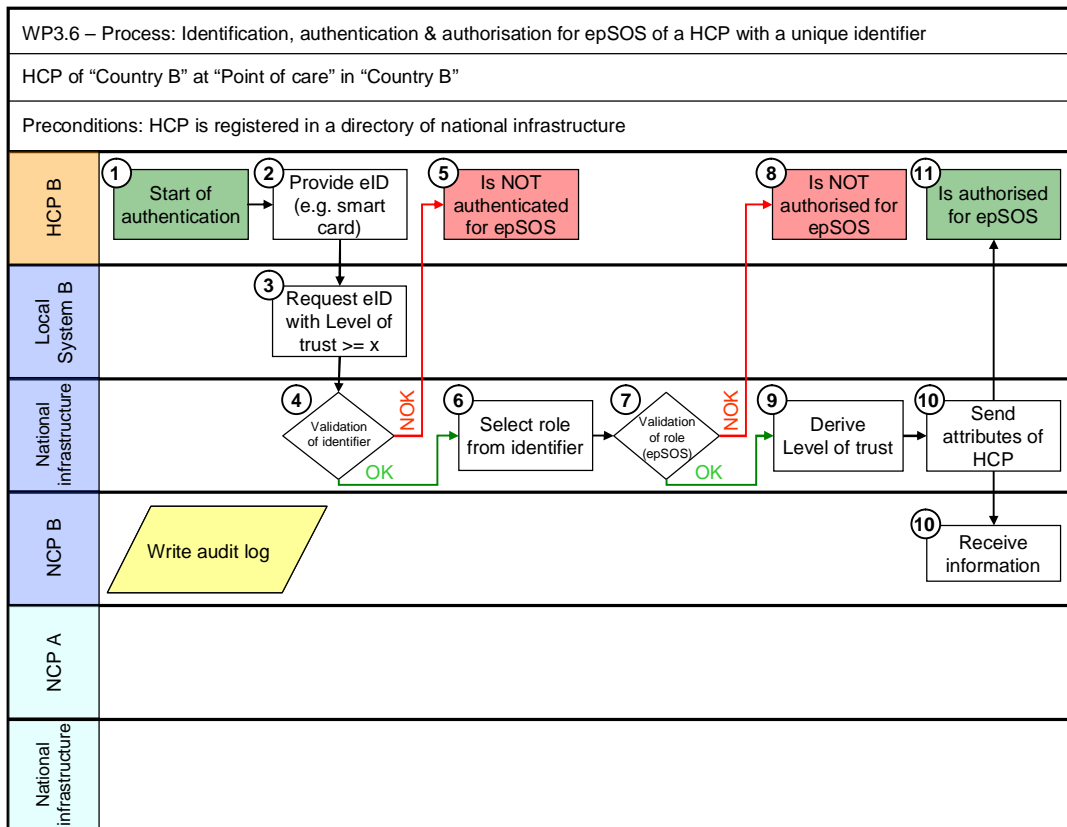 WP3.6 – Process: Identification, authentication & authorisation for epSOS of a HCP with a unique identifier
HCP of “Country B” at “Point of care” in “Country B”
Preconditions: HCP is registered in a directory of national infrastructure
HCP B
1
Start of
authentication
2
Provide eID
(e.g. smart
card)
5
Is NOT
authenticated
for epSOS
8
Is NOT
authorised for
epSOS
11
Is authorised
for epSOS
Local
System B
3
Request eID
with Level of
trust >= x
National
infrastructure
4
Validation
of identifier
NOK
OK
6
Select role
from identifier
7
Validation
of role
(epSOS)
NOK
OK
9
Derive
Level of trust
10
Send
attributes of
HCP
NCP B
Write audit log
10
Receive
information
NCP A
National
infrastructure